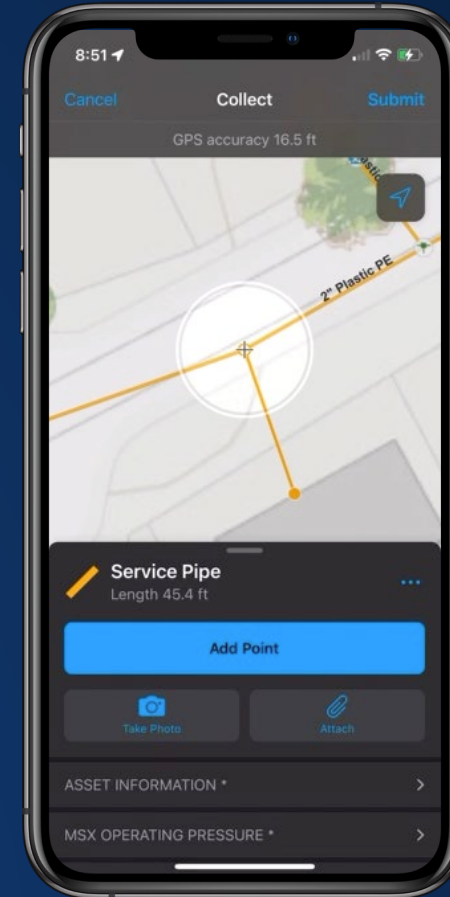 8:51
Cancel
Collect
Submit
GPS accuracy 16.5 ft
2" Plastic PE
Service Pipe
Length 45.4 ft
Add Point
Take Photo
Attach
ASSET INFORMATION *
MSX OPERATING PRESSURE *